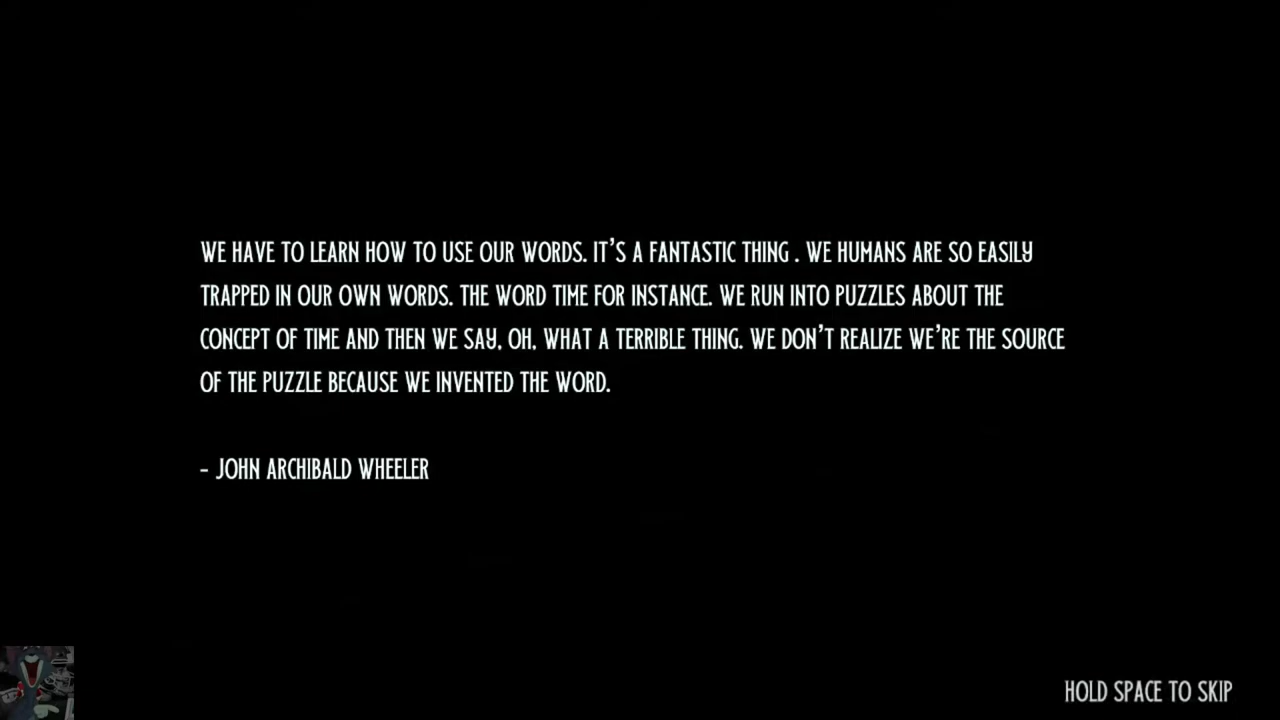 WE HAVE TO LEARN HOW TO USE OUR WORDS. IT'S A FANTASTIC THING . WE HUMANS ARE SO EASILY
TRAPPED IN OUR OWN WORDS. THE WORD TIME FOR INSTANCE. WE RUN INTO PUZZLES ABOUT THE
CONCEPT OF TIME AND THEN WE SAY, OH, WHAT A TERRIBLE THING. WE DON'T REALIZE WE'RE THE SOURCE
OF THE PUZZLE BECAUSE WE INVENTED THE WORD.
- JOHN ARCHIBALD WHEELER
HOLD SPACE TO SKIP